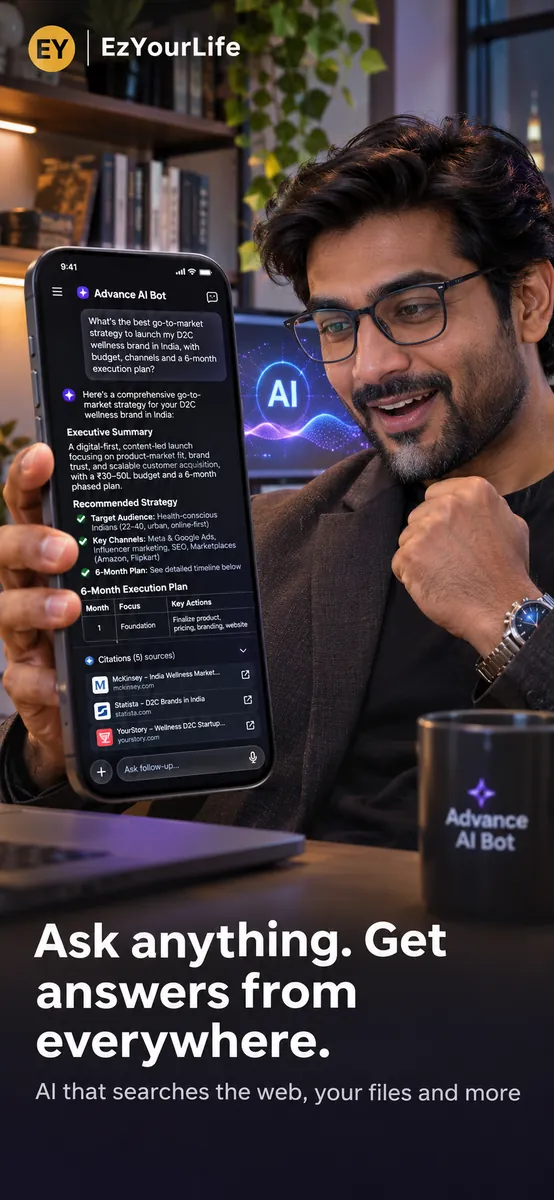 EY | EzYourLife
9:41
Advance AI Bot
What's the best go-to-market
strategy to launch my D2C
wellness brand in India, with
budget, channels and a 6-month
execution plan?
Here's a comprehensive go-to-
market strategy for your D2C
wellness brand in India:
Executive Summary
A digital-first, content-led launch
focusing on product-market fit, brand
trust, and scalable customer acquisition,
with a ₹30–50L budget and a 6-month
phased plan.
Recommended Strategy
Target Audience: Health-conscious
Indians (22–40, urban, online-first)
Key Channels: Meta & Google Ads,
Influencer marketing, SEO, Marketplaces
(Amazon, Flipkart)
6-Month Plan: See detailed timeline below
6-Month Execution Plan
Month Focus Key Actions
1 Foundation Finalize product,
pricing, branding, website
Citations (5) sources)
M McKinsey – India Wellness Market...
mckinsey.com
Statista – D2C Brands in India
statista.com
YourStory – Wellness D2C Startup...
yourstory.com
Ask follow-up...
AI
Advance
AI Bot
Ask anything. Get
answers from
everywhere.
AI that searches the web, your files and more